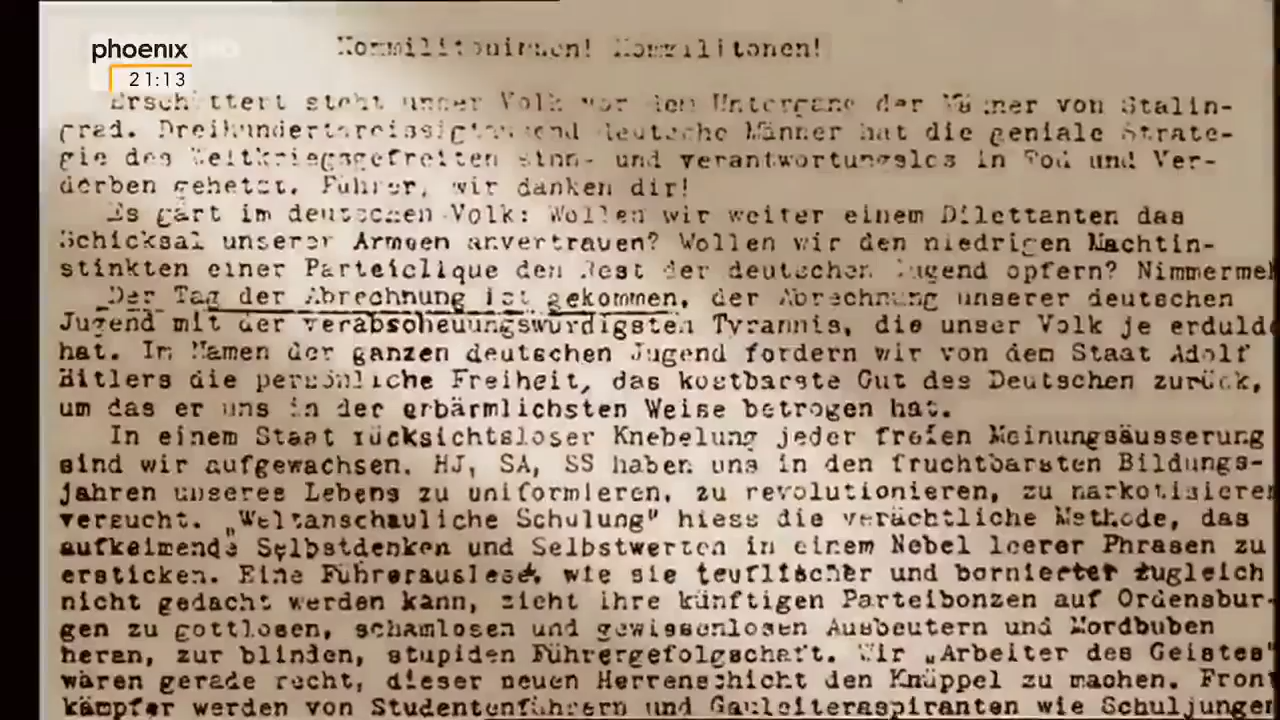 phoenix
21:13
Kommilitoninnen! Kommilitonen!
Erschüttert steht unser Volk vor dem Untergang der Männer von Stalin-
grad. Dreihundertdreissigtausend deutsche Männer hat die geniale Strate-
gie des Weltkriegsgefreiten sinn- und verantwortungslos in Tod und Ver-
derben gehetzt. Führer, wir danken dir!
Es gärt im deutschen Volk: Wollen wir weiter einem Dilettanten das
Schicksal unserer Armeen anvertrauen? Wollen wir den niedrigen Machtin-
stinkten einer Parteiclique den Rest der deutschen Jugend opfern? Nimmermeh
Der Tag der Abrechnung ist gekommen, der Abrechnung unserer deutschen
Jugend mit der verabscheuungswürdigsten Tyrannis, die unser Volk je erdulde
hat. Im Namen der ganzen deutschen Jugend fordern wir von dem Staat Adolf
Hitlers die persönliche Freiheit, das kostbarste Gut des Deutschen zurück,
um das er uns in der erbärmlichsten Weise betrogen hat.
In einem Staat rücksichtsloser Knebelung jeder freien Meinungsäusserung
sind wir aufgewachsen. HJ, SA, SS haben uns in den fruchtbarsten Bildungs-
jahren unseres Lebens zu uniformieren, zu revolutionieren, zu narkotisieren
versucht. „Weltanschauliche Schulung" hiess die verächtliche Methode, das
aufkeimende Selbstdenken und Selbstwerten in einem Nebel leerer Phrasen zu
ersticken. Eine Führerauslese, wie sie teuflischer und bornierter zugleich
nicht gedacht werden kann, zieht ihre künftigen Parteibonzen auf Ordensbur-
gen zu gottlosen, schamlosen und gewissenlosen Ausbeutern und Mordbuben
heran, zur blinden, stupiden Führergefolgschaft. Wir „Arbeiter des Geistes"
wären gerade recht, dieser neuen Herrenschicht den Knüppel zu machen. Front
kämpfer werden von Studentenführern und Gauleiteraspiranten wie Schuljungen